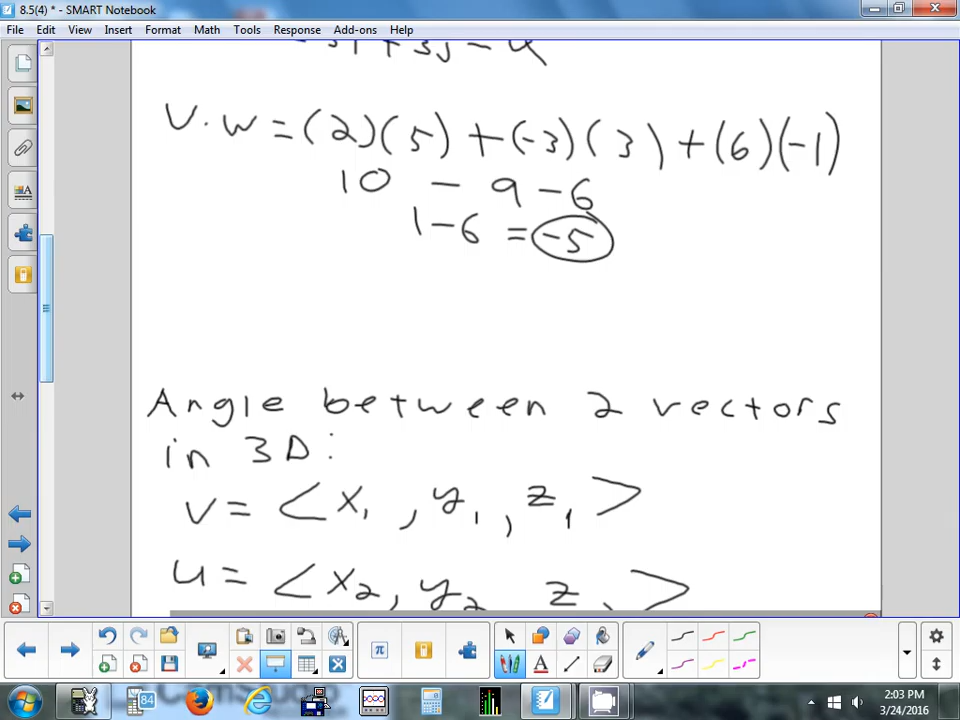 8.5(4) * - SMART Notebook
File Edit View Insert Format Math Tools Response Add-ons Help
V · W = (2)(5) + (-3)(3) + (6)(-1)
10 - 9 - 6
1 - 6 = -5
Angle between 2 vectors
in 3D:
v = <x₁, y₁, z₁>
u = <x₂, y₂, z
π A
84
2:03 PM
3/24/2016